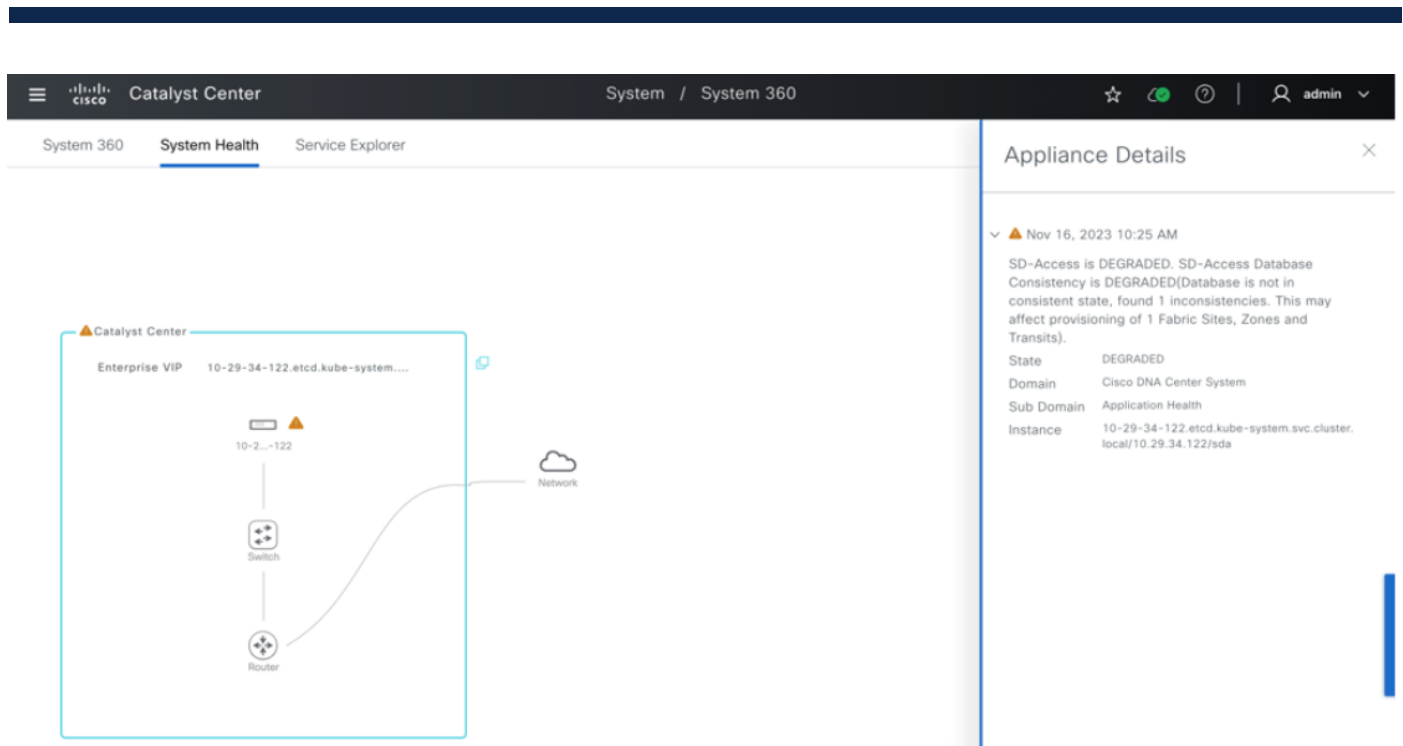 cisco Catalyst Center
System / System 360
admin
System 360 System Health Service Explorer
Catalyst Center
Enterprise VIP 10-29-34-122.etcd.kube-system....
10-2...-122
Switch
Router
Network
Appliance Details
Nov 16, 2023 10:25 AM
SD-Access is DEGRADED. SD-Access Database
Consistency is DEGRADED(Database is not in
consistent state, found 1 inconsistencies. This may
affect provisioning of 1 Fabric Sites, Zones and
Transits).
State DEGRADED
Domain Cisco DNA Center System
Sub Domain Application Health
Instance 10-29-34-122.etcd.kube-system.svc.cluster.
local/10.29.34.122/sda